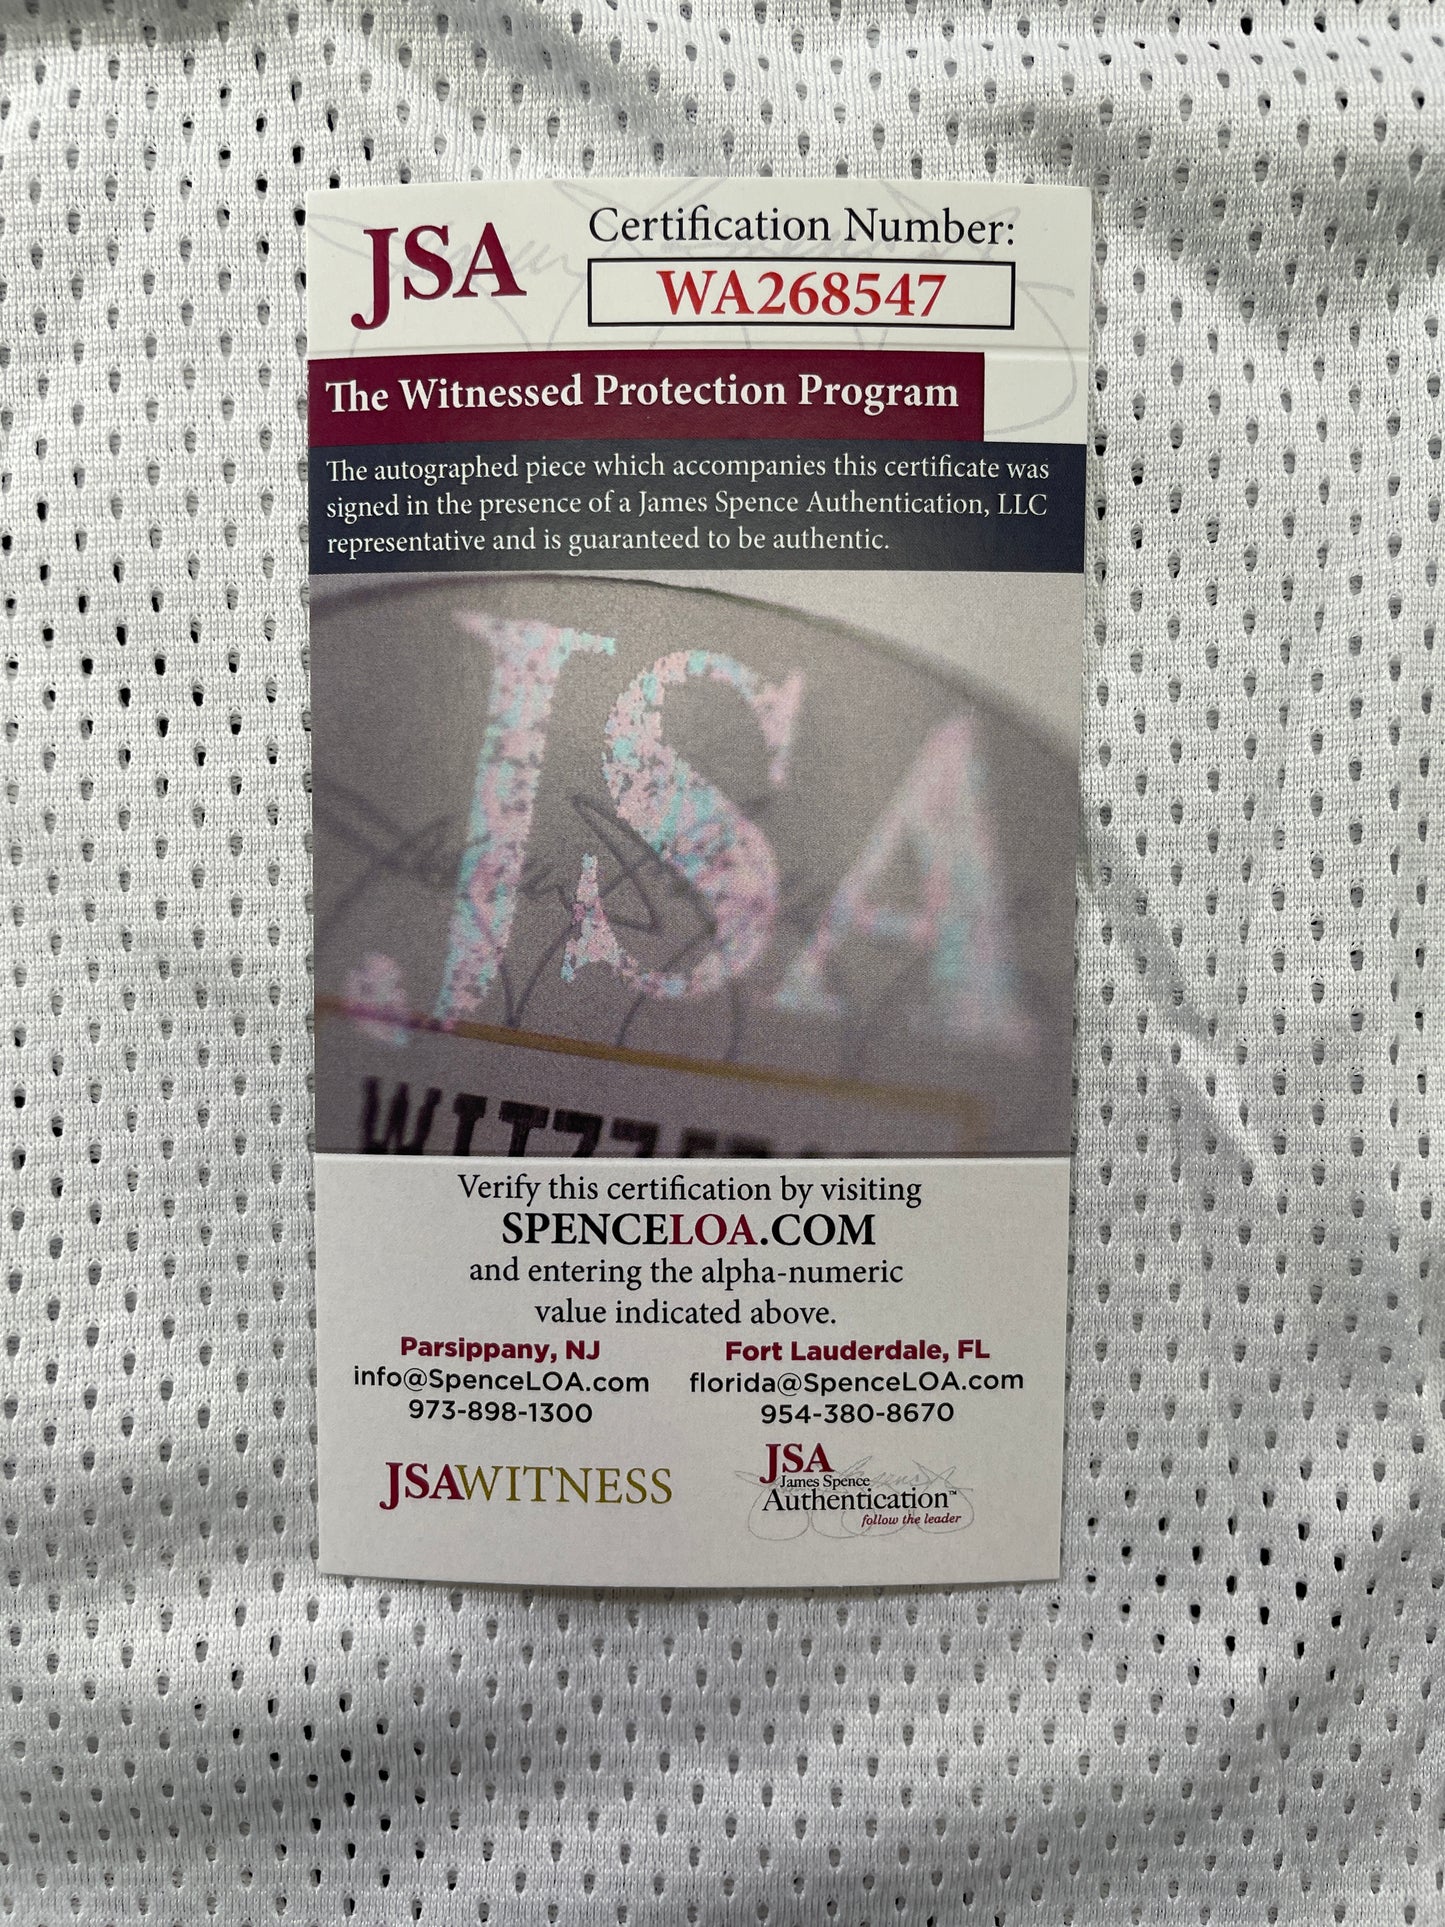 JSA
Certification Number:
WA268547
The Witnessed Protection Program
The autographed piece which accompanies this certificate was
signed in the presence of a James Spence Authentication, LLC
representative and is guaranteed to be authentic.
JSA
Verify this certification by visiting
SPENCELOA.COM
and entering the alpha-numeric
value indicated above.
Parsippany, NJ
info@SpenceLOA.com
973-898-1300
Fort Lauderdale, FL
florida@SpenceLOA.com
954-380-8670
JSAWITNESS
JSA
James Spence
Authentication™
follow the leader